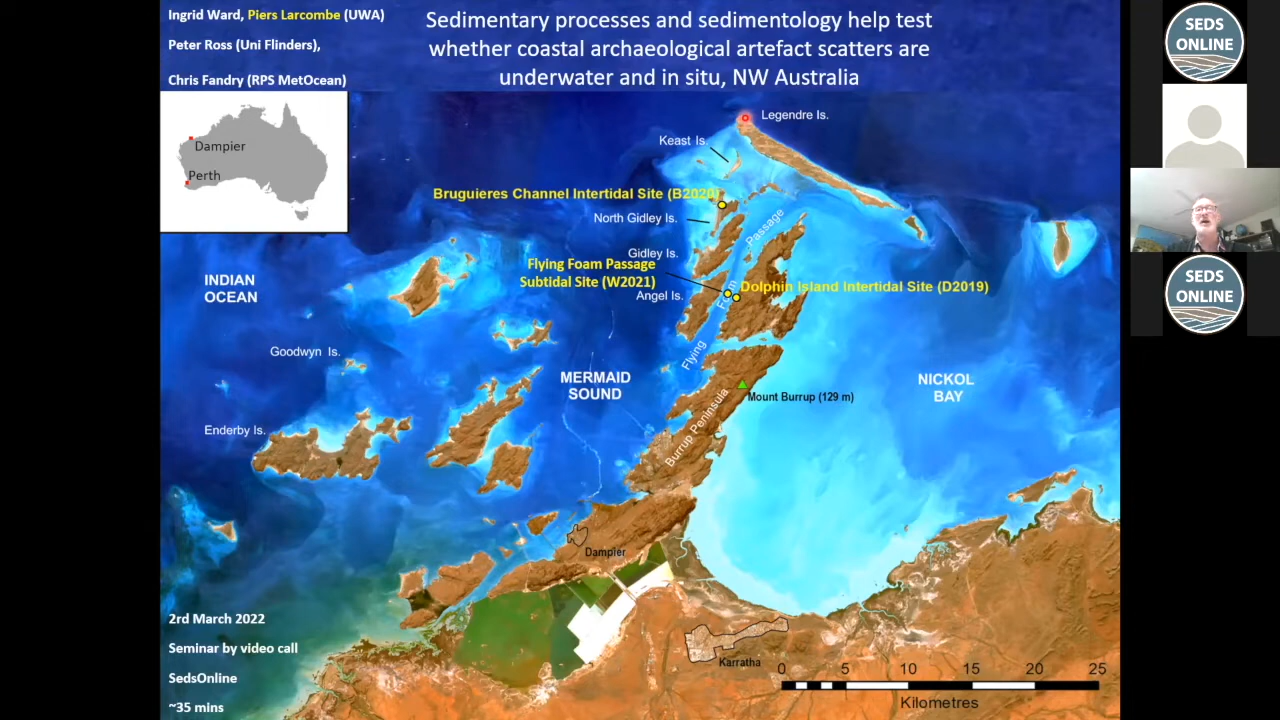 Ingrid Ward, Piers Larcombe (UWA)
Peter Ross (Uni Flinders),
Chris Fandry (RPS MetOcean)
Sedimentary processes and sedimentology help test
whether coastal archaeological artefact scatters are
underwater and in situ, NW Australia
Dampier
Perth
Legendre Is.
Keast Is.
Bruguieres Channel Intertidal Site (B2020)
North Gidley Is.
Gidley Is.
Flying Foam Passage
Subtidal Site (W2021)
Angel Is.
Dolphin Island Intertidal Site (D2019)
Flying Foam Passage
INDIAN
OCEAN
Goodwyn Is.
MERMAID
SOUND
NICKOL
BAY
Mount Burrup (129 m)
Burrup Peninsula
Enderby Is.
Dampier
Karratha
0 5 10 15 20 25
Kilometres
2rd March 2022
Seminar by video call
SedsOnline
~35 mins
SEDS
ONLINE
SEDS
ONLINE